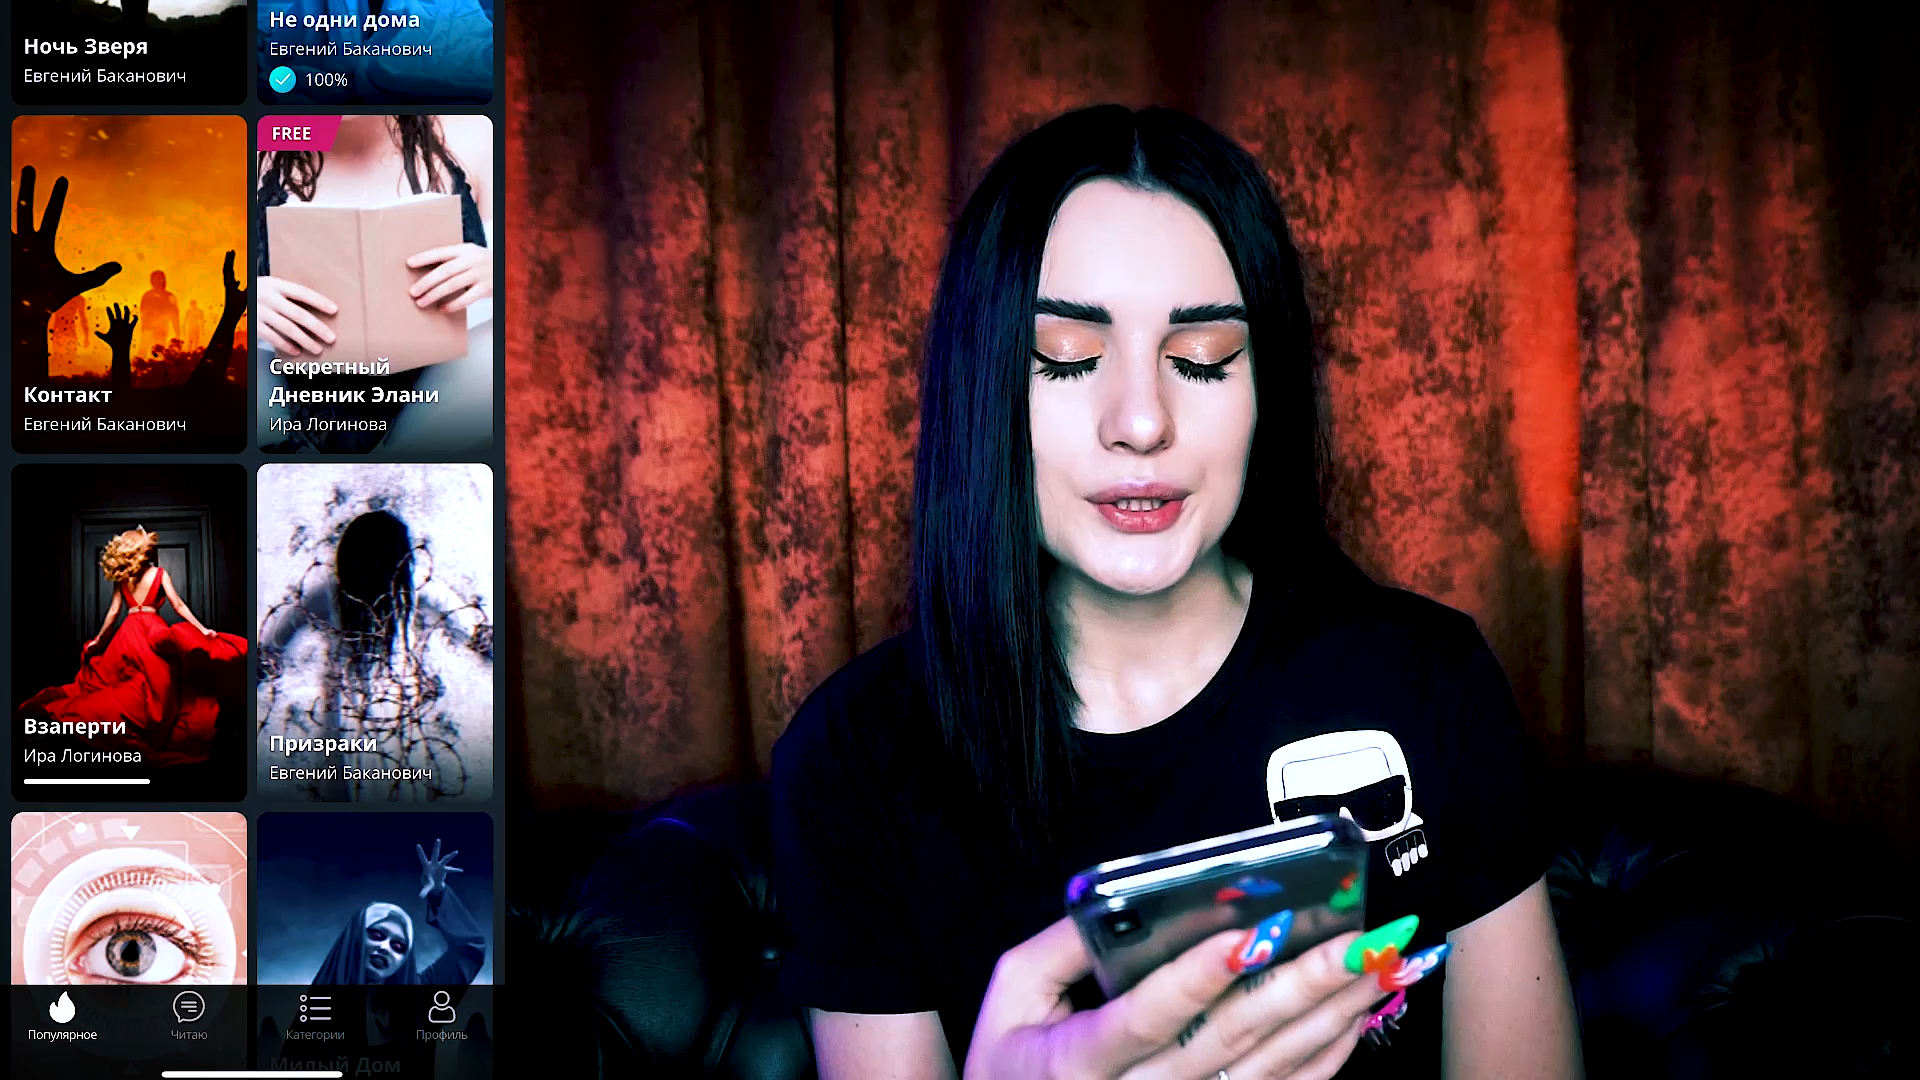 Ночь Зверя
Евгений Баканович
Не одни дома
Евгений Баканович
100%
Контакт
Евгений Баканович
FREE
Секретный
Дневник Элани
Ира Логинова
Взаперти
Ира Логинова
Призраки
Евгений Баканович
Милый Дом
Популярное
Читаю
Категории
Профиль